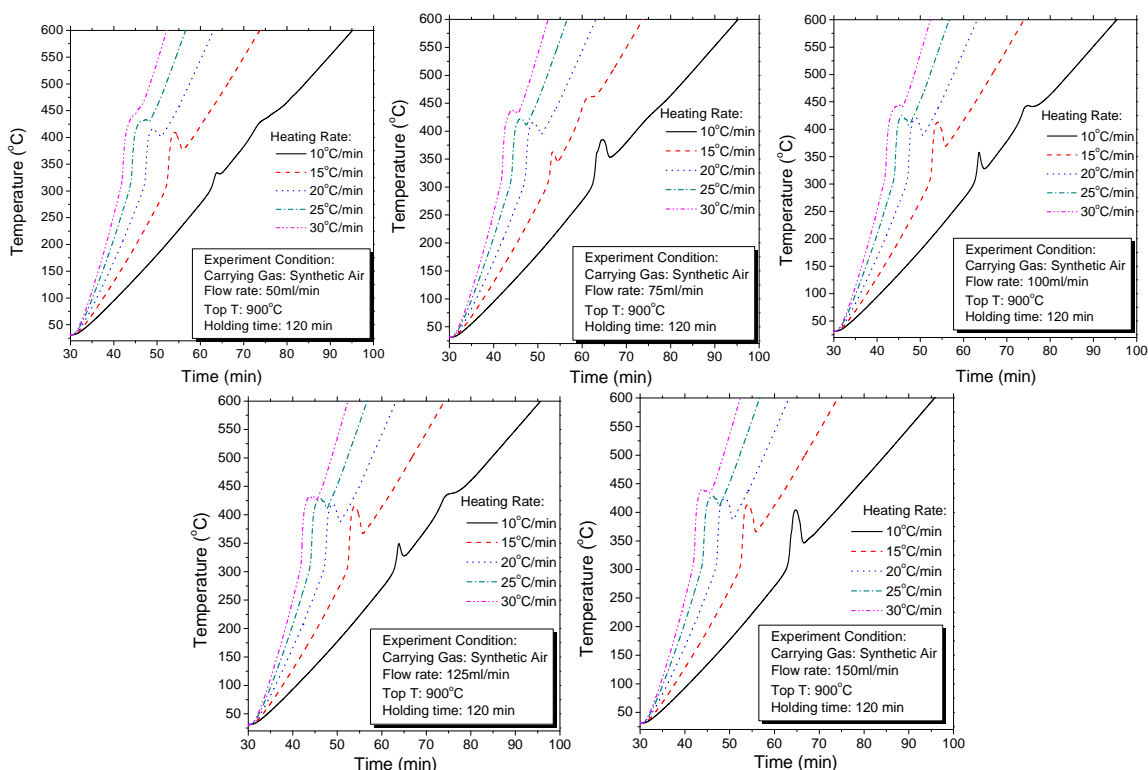 600
550
500
450
400
350
300
250
200
150
100
50
Temperature (°C)
30 40 50 60 70 80 90 100
Time (min)
Heating Rate:
10°C/min
15°C/min
20°C/min
25°C/min
30°C/min
Experiment Condition:
Carrying Gas: Synthetic Air
Flow rate: 50ml/min
Top T: 900°C
Holding time: 120 min
600
550
500
450
400
350
300
250
200
150
100
50
Temperature (°C)
30 40 50 60 70 80 90 100
Time (min)
Heating Rate:
10°C/min
15°C/min
20°C/min
25°C/min
30°C/min
Experiment Condition:
Carrying Gas: Synthetic Air
Flow rate: 75ml/min
Top T: 900°C
Holding time: 120 min
600
550
500
450
400
350
300
250
200
150
100
50
Temperature (°C)
30 40 50 60 70 80 90 100
Time (min)
Heating Rate:
10°C/min
15°C/min
20°C/min
25°C/min
30°C/min
Experiment Condition:
Carrying Gas: Synthetic Air
Flow rate: 100ml/min
Top T: 900°C
Holding time: 120 min
600
550
500
450
400
350
300
250
200
150
100
50
Temperature (°C)
30 40 50 60 70 80 90 100
Time (min)
Heating Rate:
10°C/min
15°C/min
20°C/min
25°C/min
30°C/min
Experiment Condition:
Carrying Gas: Synthetic Air
Flow rate: 125ml/min
Top T: 900°C
Holding time: 120 min
600
550
500
450
400
350
300
250
200
150
100
50
Temperature (°C)
30 40 50 60 70 80 90 100
Time (min)
Heating Rate:
10°C/min
15°C/min
20°C/min
25°C/min
30°C/min
Experiment Condition:
Carrying Gas: Synthetic Air
Flow rate: 150ml/min
Top T: 900°C
Holding time: 120 min